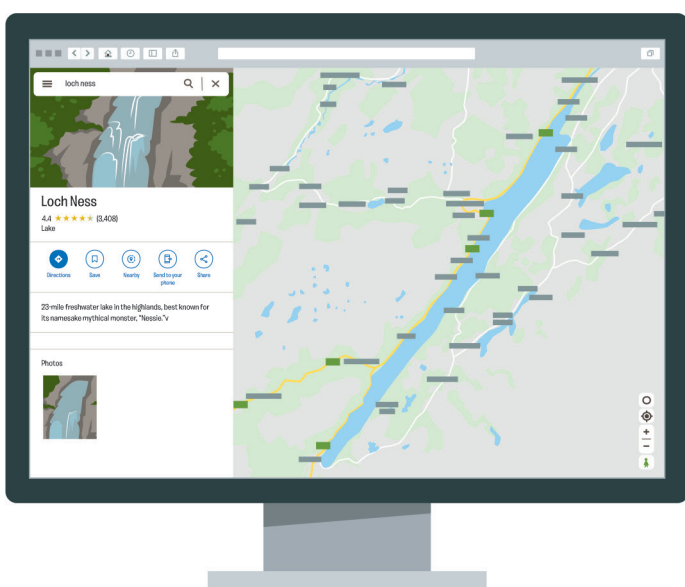 loch ness
Loch Ness
4.4 ★★★★★ (3,408)
Lake
Directions Save Nearby Send to your phone Share
23-mile freshwater lake in the highlands, best known for
its namesake mythical monster, "Nessie."v
Photos